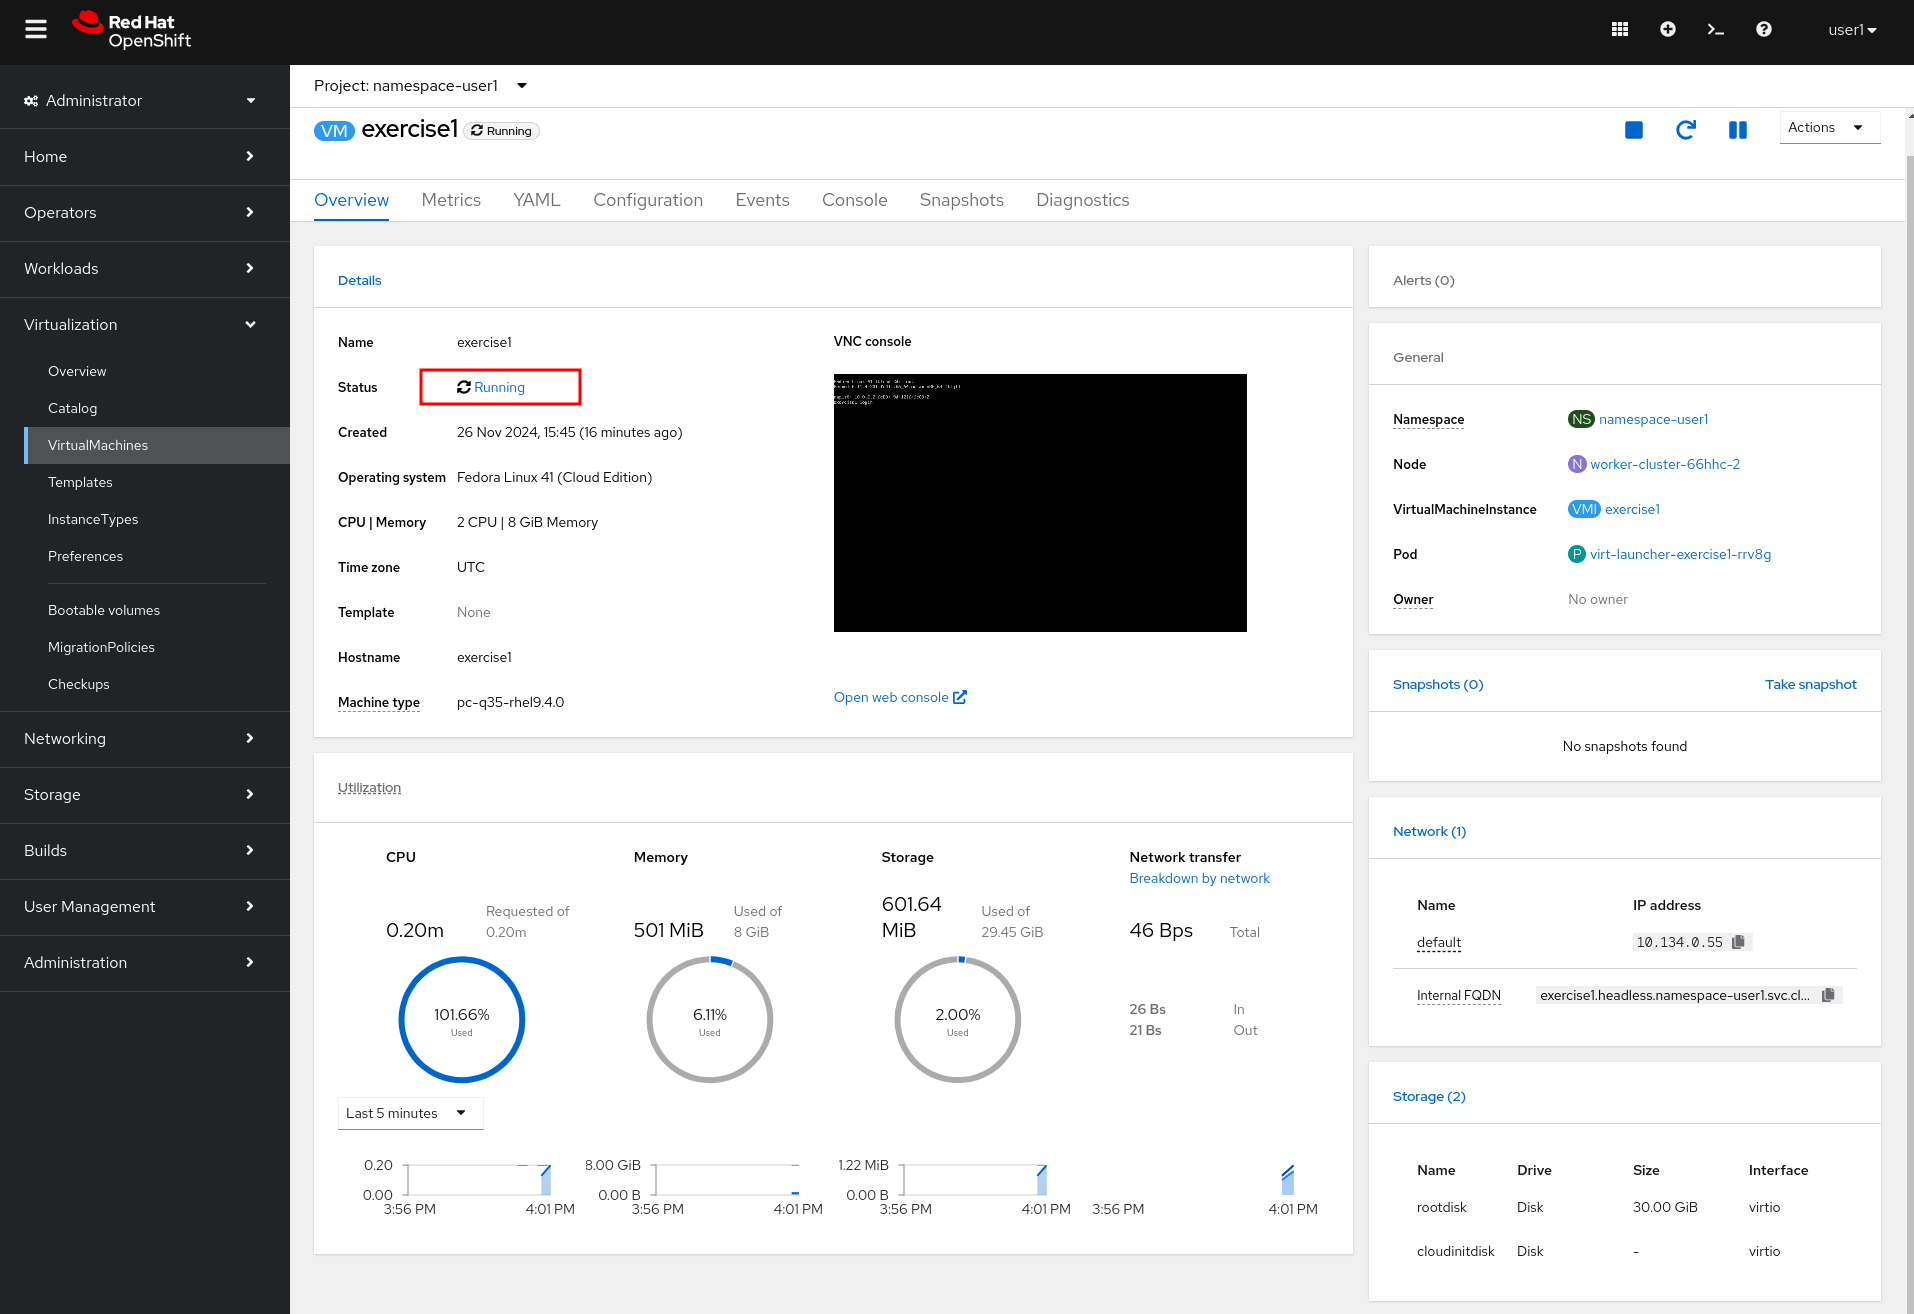 Red Hat
OpenShift
user1
Administrator
Home
Operators
Workloads
Virtualization
Overview
Catalog
VirtualMachines
Templates
InstanceTypes
Preferences
Bootable volumes
MigrationPolicies
Checkups
Networking
Storage
Builds
User Management
Administration
Project: namespace-user1
VM exercise1 Running
Actions
Overview Metrics YAML Configuration Events Console Snapshots Diagnostics
Details
Name exercise1
Status Running
Created 26 Nov 2024, 15:45 (16 minutes ago)
Operating system Fedora Linux 41 (Cloud Edition)
CPU | Memory 2 CPU | 8 GiB Memory
Time zone UTC
Template None
Hostname exercise1
Machine type pc-q35-rhel9.4.0
VNC console
Open web console
Utilization
CPU
0.20m
Requested of
0.20m
101.66%
Used
Memory
501 MiB
Used of
8 GiB
6.11%
Used
Storage
601.64
MiB
Used of
29.45 GiB
2.00%
Used
Network transfer
Breakdown by network
46 Bps Total
26 Bs In
21 Bs Out
Last 5 minutes
0.20
0.00
3:56 PM 4:01 PM
8.00 GiB
0.00 B
3:56 PM 4:01 PM
1.22 MiB
0.00 B
3:56 PM 4:01 PM
3:56 PM 4:01 PM
Alerts (0)
General
Namespace NS namespace-user1
Node N worker-cluster-66hhc-2
VirtualMachineInstance VMI exercise1
Pod P virt-launcher-exercise1-rrv8g
Owner No owner
Snapshots (0) Take snapshot
No snapshots found
Network (1)
Name IP address
default 10.134.0.55
Internal FQDN exercise1.headless.namespace-user1.svc.cl...
Storage (2)
Name Drive Size Interface
rootdisk Disk 30.00 GiB virtio
cloudinitdisk Disk - virtio